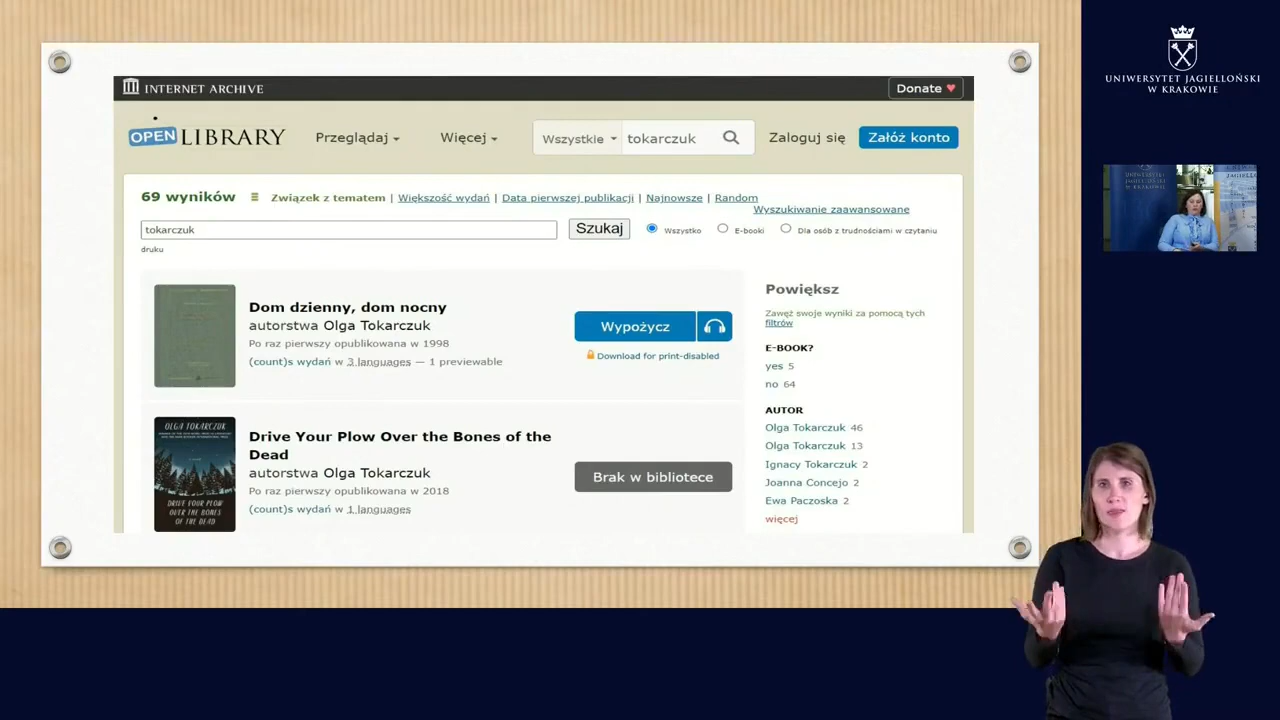 INTERNET ARCHIVE
Donate
OPEN LIBRARY
Przeglądaj
Więcej
Wszystkie
tokarczuk
Zaloguj się
Załóż konto
69 wyników
Związek z tematem | Większość wydań | Data pierwszej publikacji | Najnowsze | Random
Wyszukiwanie zaawansowane
tokarczuk
Szukaj
Wszystko
E-booki
Dla osób z trudnościami w czytaniu
druku
Dom dzienny, dom nocny
autorstwa Olga Tokarczuk
Po raz pierwszy opublikowana w 1998
(count)s wydań w 3 languages — 1 previewable
Wypożycz
Download for print-disabled
OLGA TOKARCZUK
DRIVE YOUR PLOW
OVER THE BONES
OF THE DEAD
Drive Your Plow Over the Bones of the
Dead
autorstwa Olga Tokarczuk
Po raz pierwszy opublikowana w 2018
(count)s wydań w 1 languages
Brak w bibliotece
Powiększ
Zawęź swoje wyniki za pomocą tych
filtrów
E-BOOK?
yes 5
no 64
AUTOR
Olga Tokarczuk 46
Olga Tokarczuk 13
Ignacy Tokarczuk 2
Joanna Concejo 2
Ewa Paczoska 2
więcej
UNIWERSYTET JAGIELLOŃSKI
W KRAKOWIE